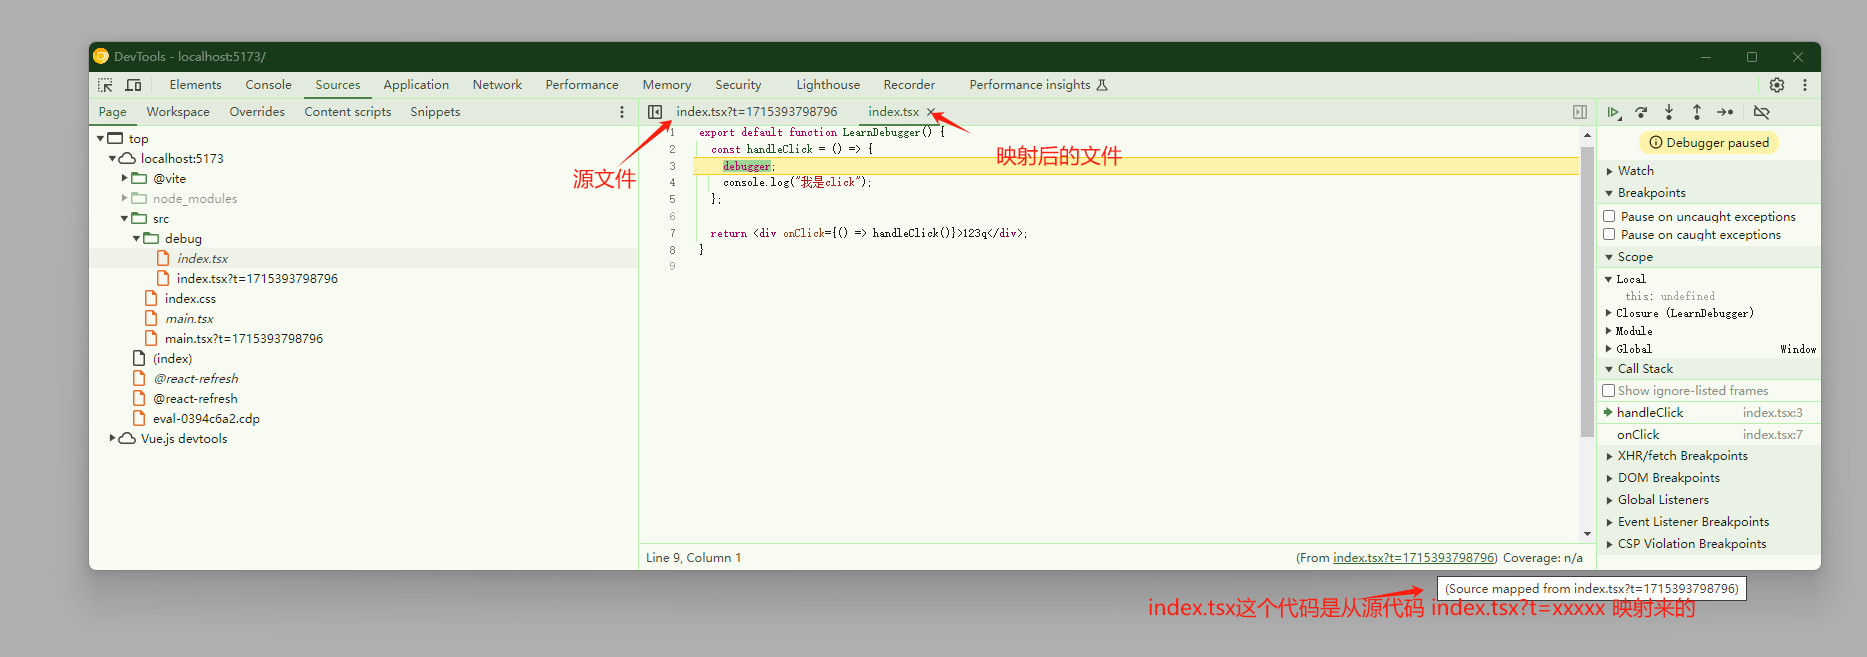 DevTools - localhost:5173/
Elements Console Sources Application Network Performance Memory Security Lighthouse Recorder Performance insights
Page Workspace Overrides Content scripts Snippets
index.tsx?t=1715393798796 index.tsx
top
localhost:5173
@vite
node_modules
src
debug
index.tsx
index.tsx?t=1715393798796
index.css
main.tsx
main.tsx?t=1715393798796
(index)
@react-refresh
@react-refresh
eval-0394c6a2.cdp
Vue.js devtools
源文件
映射后的文件
1 export default function LearnDebugger() {
2 const handleClick = () => {
3 debugger;
4 console.log("我是click");
5 };
6
7 return <div onClick={() => handleClick()}>123q</div>;
8 }
9
Line 9, Column 1
(From index.tsx?t=1715393798796) Coverage: n/a
Debugger paused
Watch
Breakpoints
Pause on uncaught exceptions
Pause on caught exceptions
Scope
Local
this: undefined
Closure (LearnDebugger)
Module
Global Window
Call Stack
Show ignore-listed frames
handleClick index.tsx:3
onClick index.tsx:7
XHR/fetch Breakpoints
DOM Breakpoints
Global Listeners
Event Listener Breakpoints
CSP Violation Breakpoints
(Source mapped from index.tsx?t=1715393798796)
index.tsx这个代码是从源代码 index.tsx?t=xxxxx 映射来的